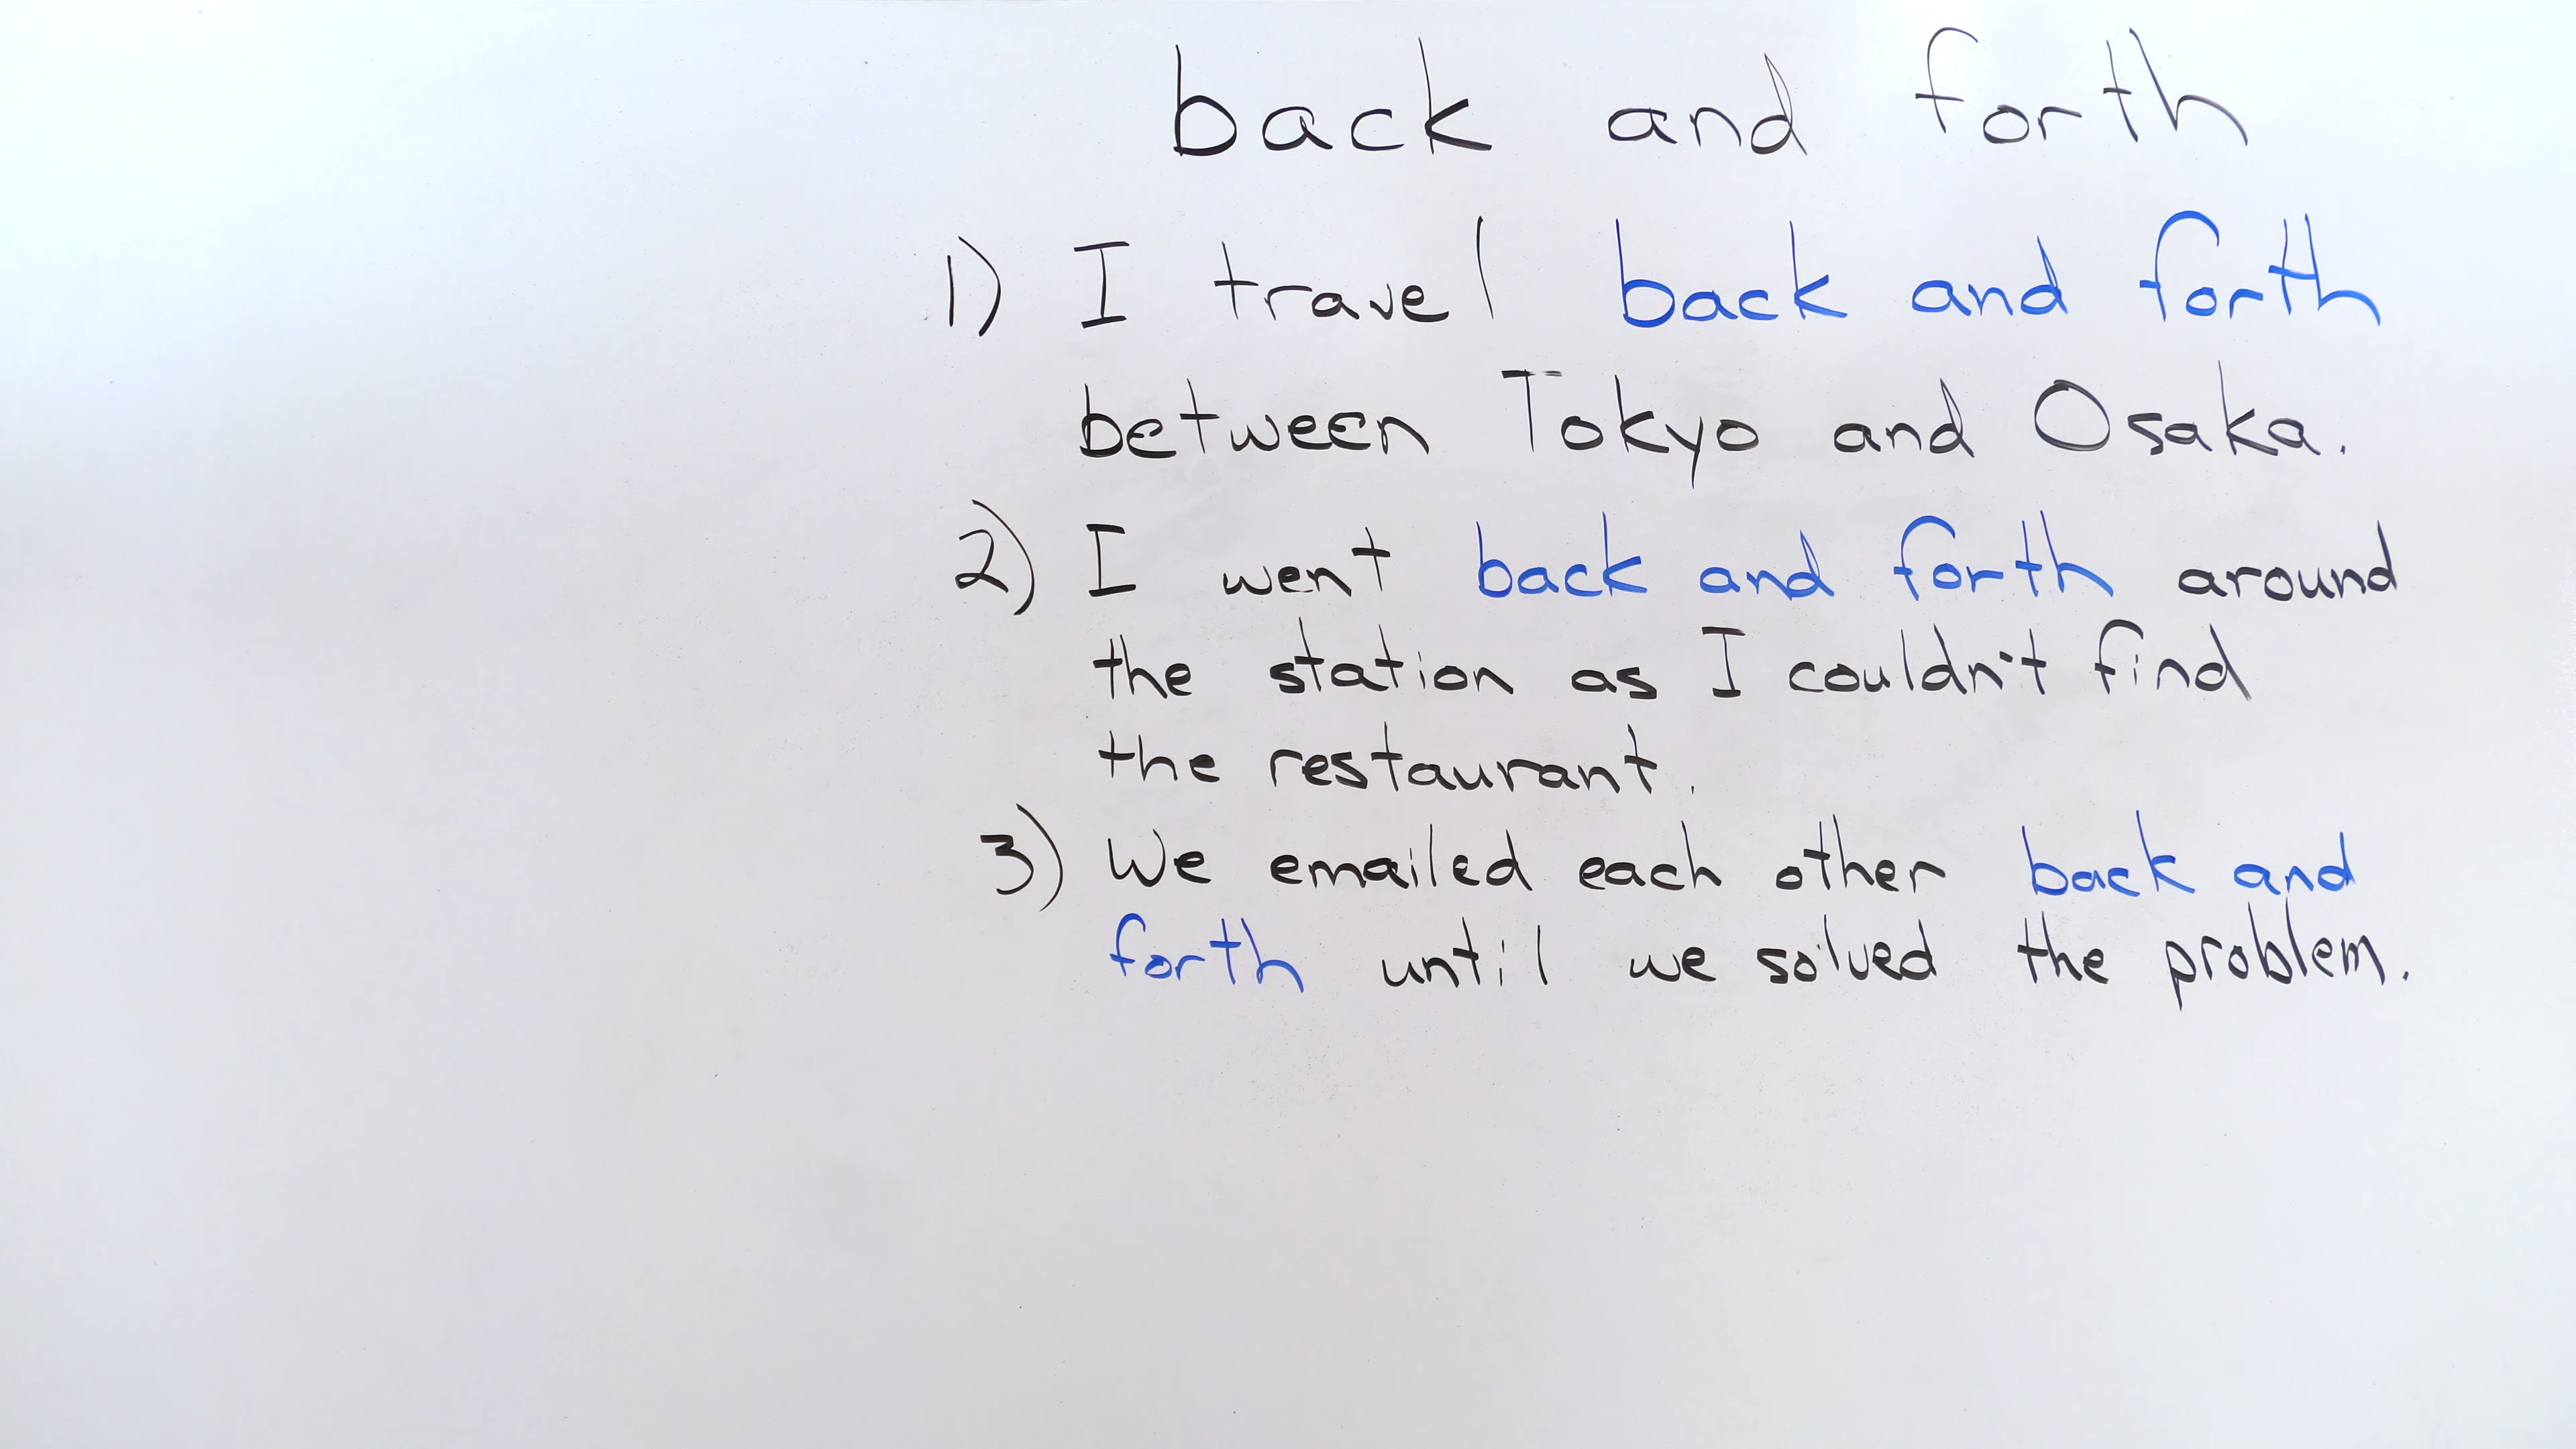 back and forth
1) I travel back and forth
between Tokyo and Osaka.
2) I went back and forth around
the station as I couldn't find
the restaurant.
3) We emailed each other back and
forth until we solved the problem.